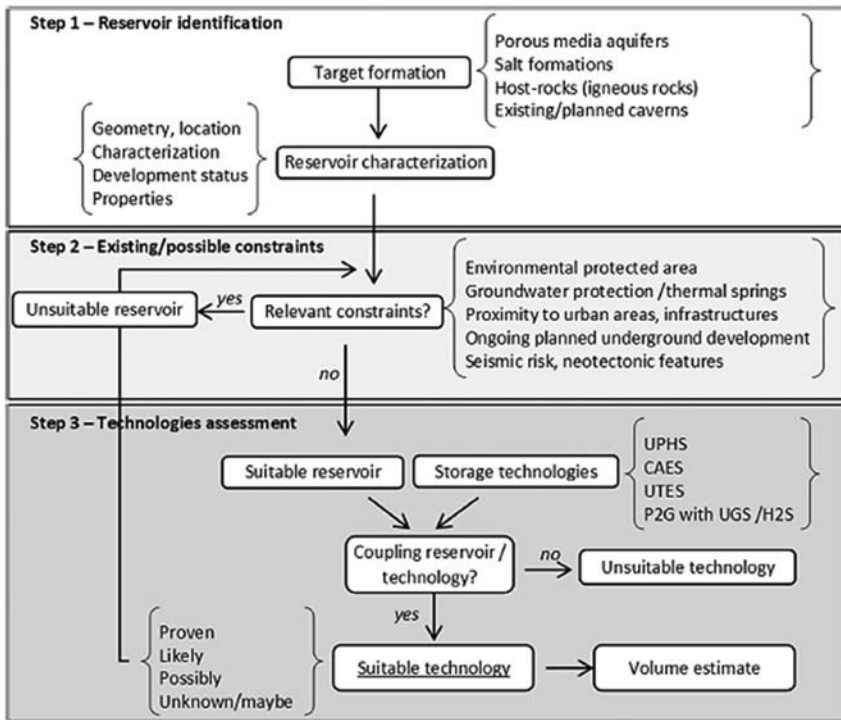 Step 1 – Reservoir identification
Target formation
Porous media aquifers
Salt formations
Host-rocks (igneous rocks)
Existing/planned caverns
Geometry, location
Characterization
Development status
Properties
Reservoir characterization
Step 2 – Existing/possible constraints
Unsuitable reservoir
yes
Relevant constraints?
Environmental protected area
Groundwater protection /thermal springs
Proximity to urban areas, infrastructures
Ongoing planned underground development
Seismic risk, neotectonic features
no
Step 3 – Technologies assessment
Suitable reservoir
Storage technologies
UPHS
CAES
UTES
P2G with UGS /H2S
Coupling reservoir /
technology?
no
Unsuitable technology
yes
Proven
Likely
Possibly
Unknown/maybe
Suitable technology
Volume estimate